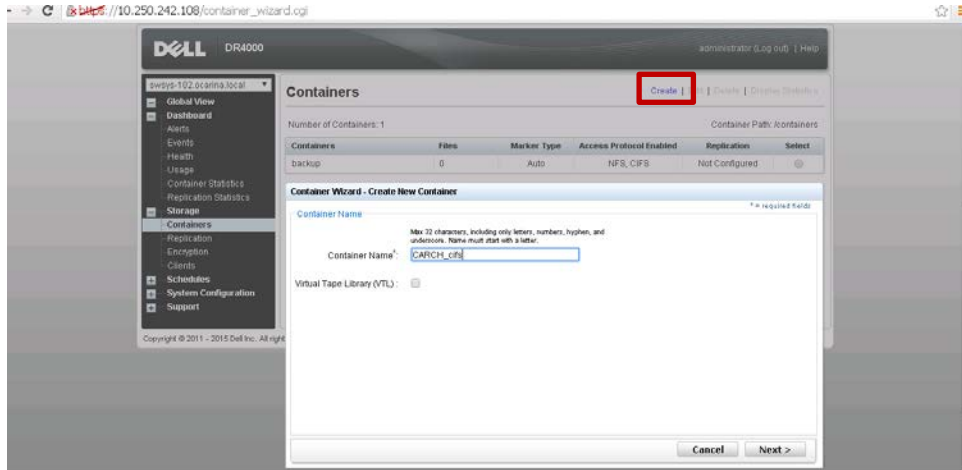 https://10.250.242.108/container_wizard.cgi
DELL DR4000
administrator (Log out) | Help
swsys-102.ocarina.local
Global View
Dashboard
Alerts
Events
Health
Usage
Container Statistics
Replication Statistics
Storage
Containers
Replication
Encryption
Clients
Schedules
System Configuration
Support
Copyright © 2011 - 2015 Dell Inc. All right
Containers
Create | Edit | Delete | Display Statistics
Number of Containers: 1
Container Path: /containers
Containers Files Marker Type Access Protocol Enabled Replication Select
backup 0 Auto NFS, CIFS Not Configured
Container Wizard - Create New Container
* = required fields
Container Name
Max 32 characters, including only letters, numbers, hyphen, and
underscore. Name must start with a letter.
Container Name*: CARCH_cifs
Virtual Tape Library (VTL) :
Cancel Next >